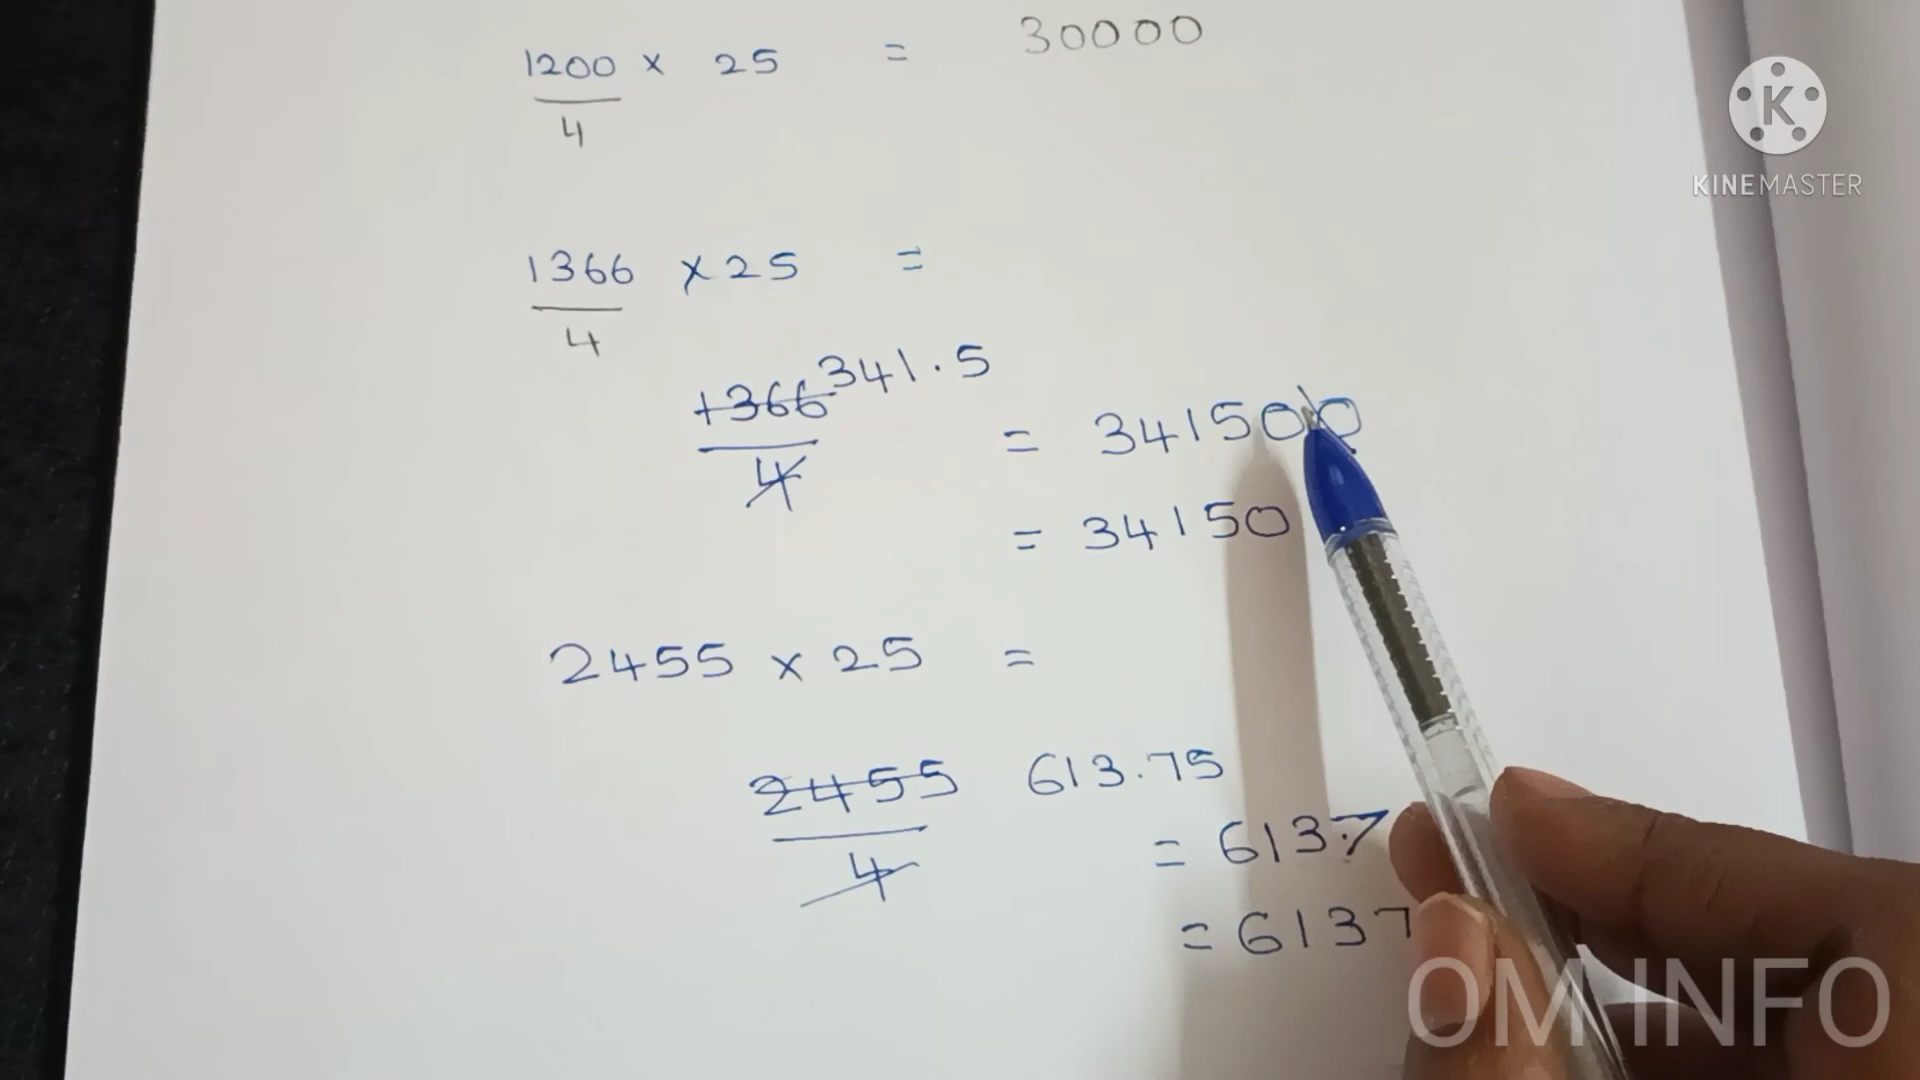 1200 × 25 = 30000
4
K
KINEMASTER
1366 × 25 =
4
1366 341.5
4
= 341500
= 34150
2455 × 25 =
2455 613.75
4
= 6137
= 6137
OM INFO